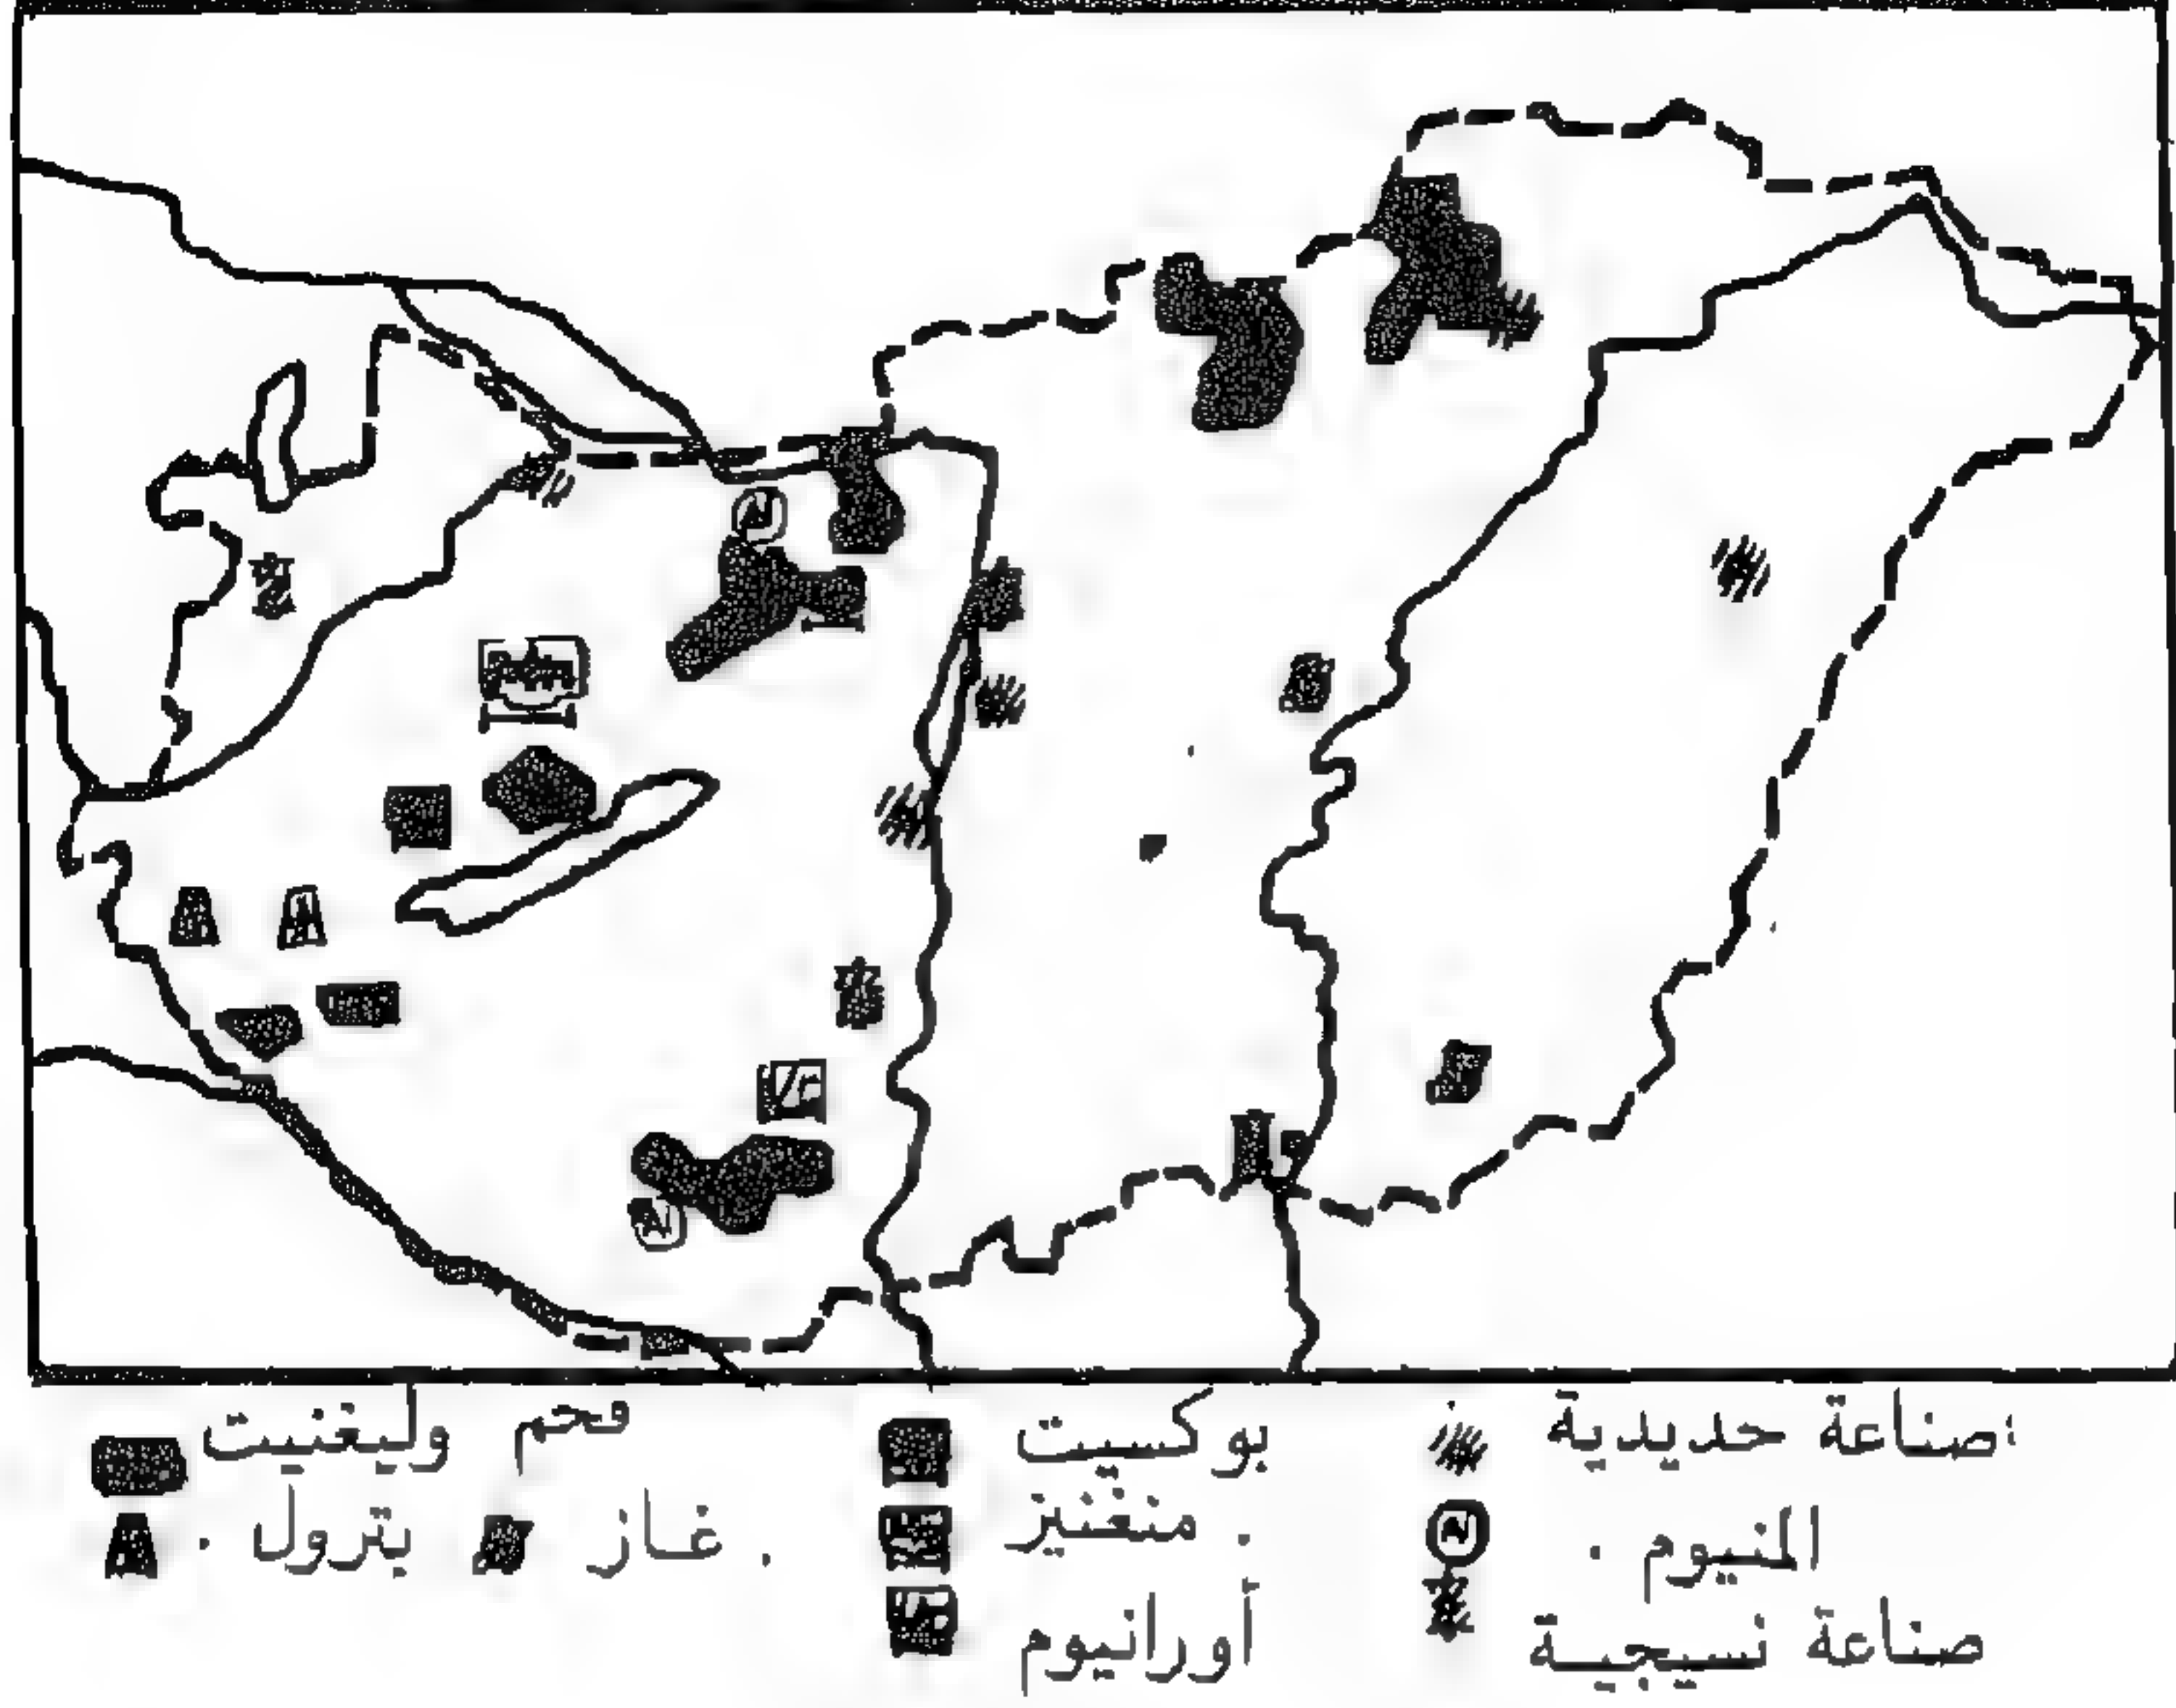 صناعة حديدية
المنيوم .
صناعة نسيجية
بوكسيت
. منغنيز
أورانيوم
فحم وليغنيت
. غاز
بترول .